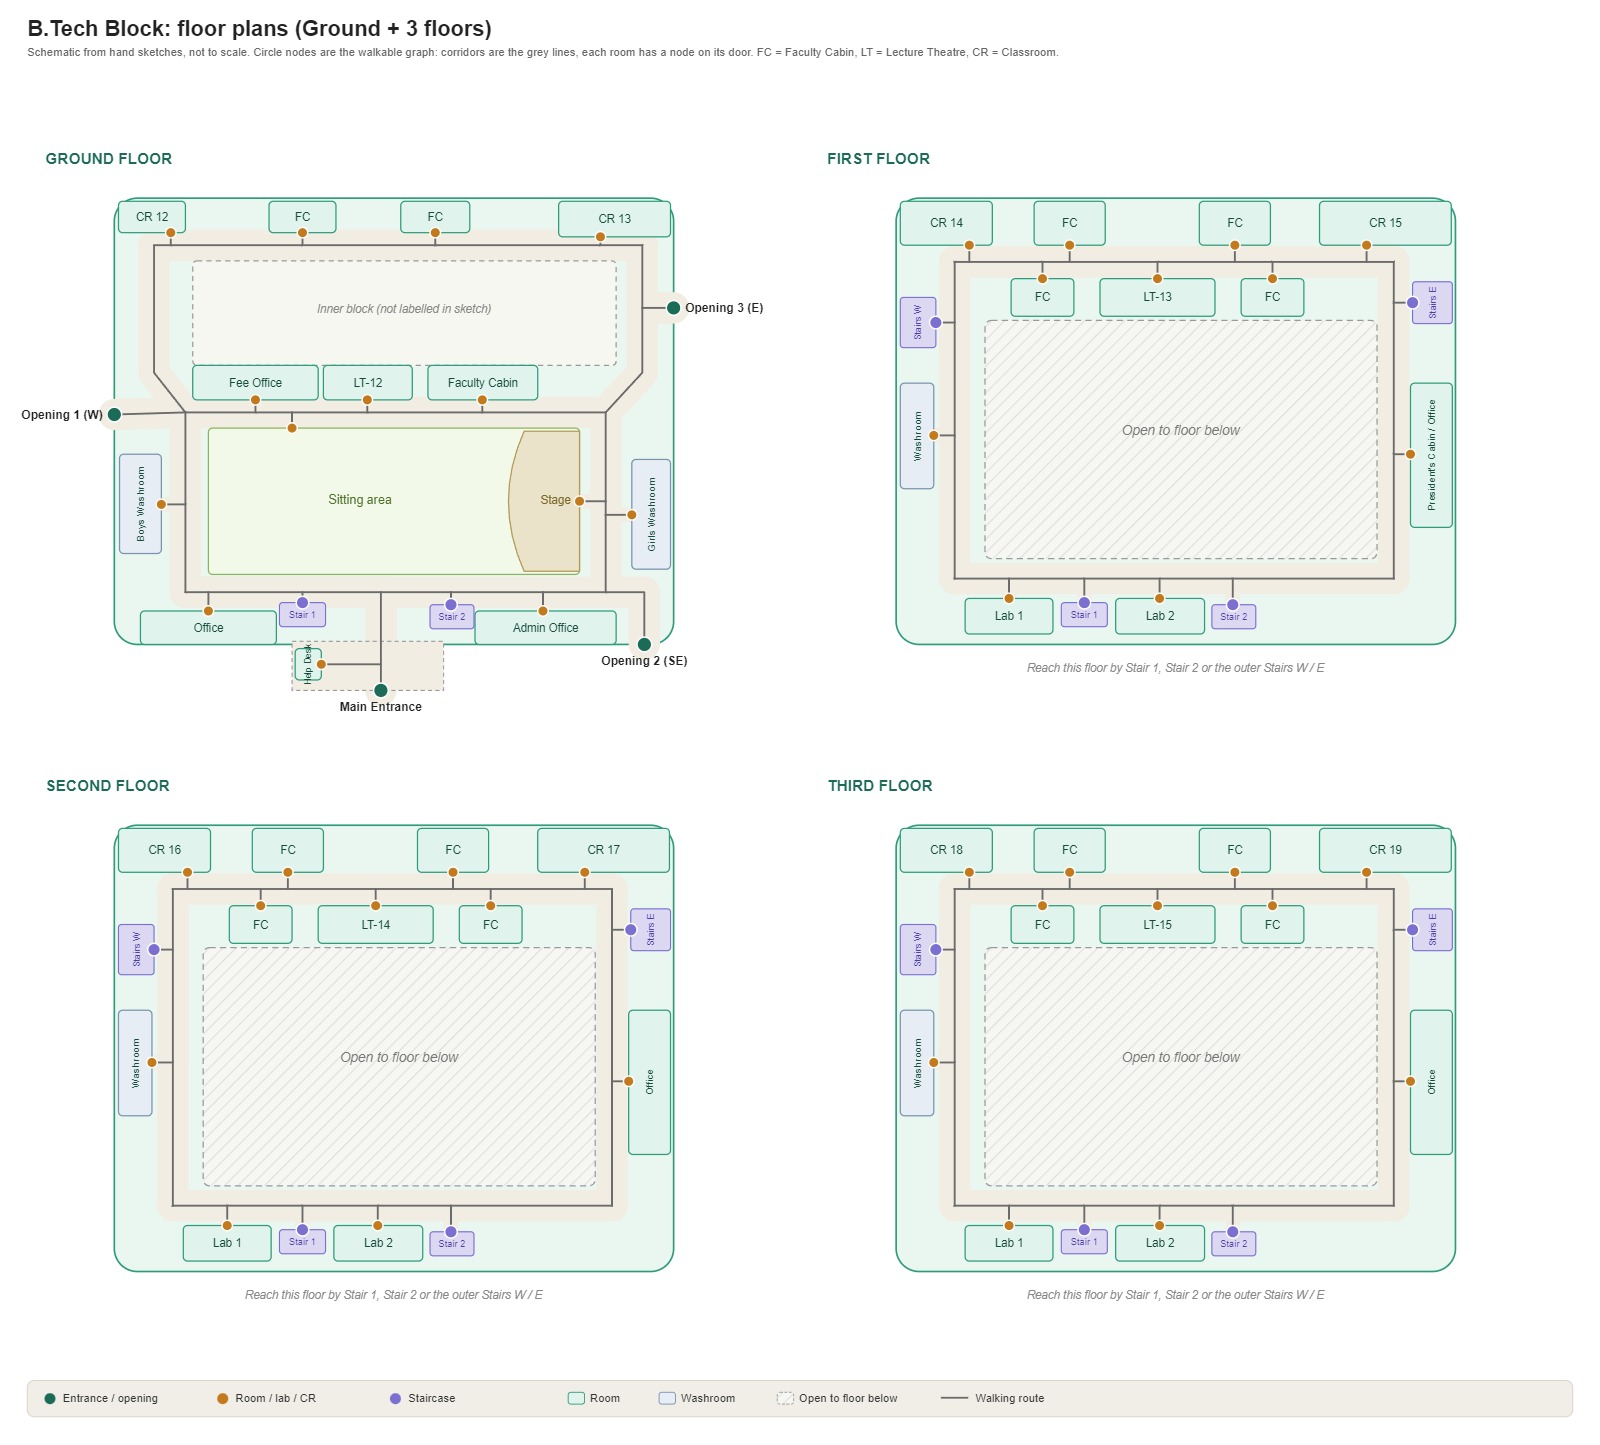 B.Tech Block: floor plans (Ground + 3 floors)
Schematic from hand sketches, not to scale. Circle nodes are the walkable graph: corridors are the grey lines, each room has a node on its door. FC = Faculty Cabin, LT = Lecture Theatre, CR = Classroom.
GROUND FLOOR
CR 12
FC
FC
CR 13
Inner block (not labelled in sketch)
Opening 3 (E)
Fee Office
LT-12
Faculty Cabin
Opening 1 (W)
Boys Washroom
Sitting area
Stage
Girls Washroom
Office
Stair 1
Stair 2
Admin Office
Help Desk
Opening 2 (SE)
Main Entrance
FIRST FLOOR
CR 14
FC
FC
CR 15
Stairs W
FC
LT-13
FC
Stairs E
Washroom
Open to floor below
President's Cabin / Office
Lab 1
Stair 1
Lab 2
Stair 2
Reach this floor by Stair 1, Stair 2 or the outer Stairs W / E
SECOND FLOOR
CR 16
FC
FC
CR 17
Stairs W
FC
LT-14
FC
Stairs E
Washroom
Open to floor below
Office
Lab 1
Stair 1
Lab 2
Stair 2
Reach this floor by Stair 1, Stair 2 or the outer Stairs W / E
THIRD FLOOR
CR 18
FC
FC
CR 19
Stairs W
FC
LT-15
FC
Stairs E
Washroom
Open to floor below
Office
Lab 1
Stair 1
Lab 2
Stair 2
Reach this floor by Stair 1, Stair 2 or the outer Stairs W / E
Entrance / opening
Room / lab / CR
Staircase
Room
Washroom
Open to floor below
Walking route